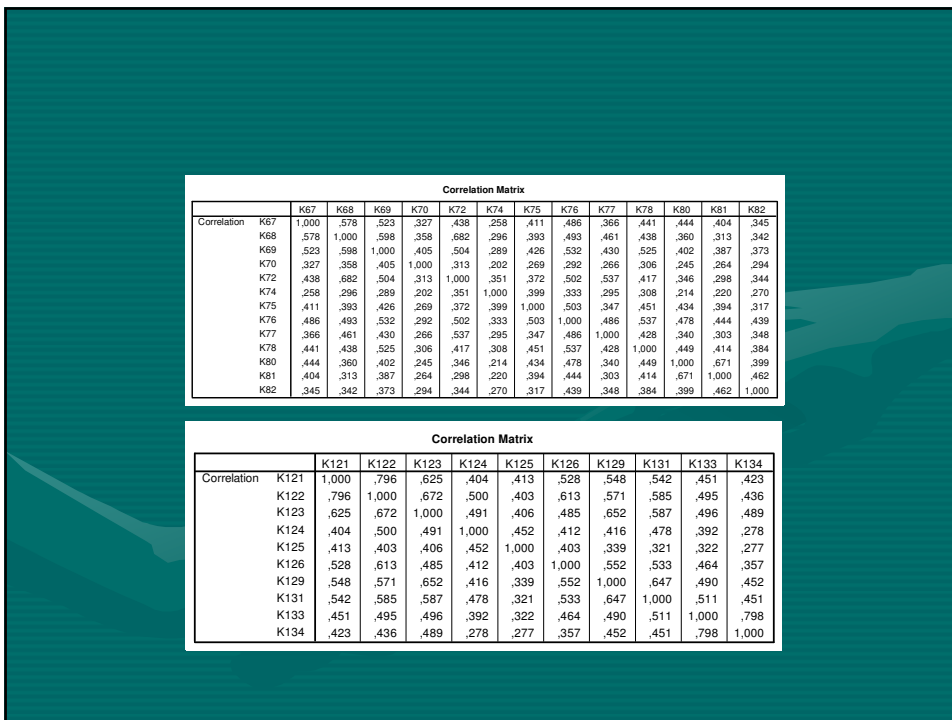 Correlation Matrix
K67 K68 K69 K70 K72 K74 K75 K76 K77 K78 K80 K81 K82
Correlation K67 1,000 ,578 ,523 ,327 ,438 ,258 ,411 ,486 ,366 ,441 ,444 ,404 ,345
K68 ,578 1,000 ,598 ,358 ,682 ,296 ,393 ,493 ,461 ,438 ,360 ,313 ,342
K69 ,523 ,598 1,000 ,405 ,504 ,289 ,426 ,532 ,430 ,525 ,402 ,387 ,373
K70 ,327 ,358 ,405 1,000 ,313 ,202 ,269 ,292 ,266 ,306 ,245 ,264 ,294
K72 ,438 ,682 ,504 ,313 1,000 ,351 ,372 ,502 ,537 ,417 ,346 ,298 ,344
K74 ,258 ,296 ,289 ,202 ,351 1,000 ,399 ,333 ,295 ,308 ,214 ,220 ,270
K75 ,411 ,393 ,426 ,269 ,372 ,399 1,000 ,503 ,347 ,451 ,434 ,394 ,317
K76 ,486 ,493 ,532 ,292 ,502 ,333 ,503 1,000 ,486 ,537 ,478 ,444 ,439
K77 ,366 ,461 ,430 ,266 ,537 ,295 ,347 ,486 1,000 ,428 ,340 ,303 ,348
K78 ,441 ,438 ,525 ,306 ,417 ,308 ,451 ,537 ,428 1,000 ,449 ,414 ,384
K80 ,444 ,360 ,402 ,245 ,346 ,214 ,434 ,478 ,340 ,449 1,000 ,671 ,399
K81 ,404 ,313 ,387 ,264 ,298 ,220 ,394 ,444 ,303 ,414 ,671 1,000 ,462
K82 ,345 ,342 ,373 ,294 ,344 ,270 ,317 ,439 ,348 ,384 ,399 ,462 1,000
Correlation Matrix
K121 K122 K123 K124 K125 K126 K129 K131 K133 K134
Correlation K121 1,000 ,796 ,625 ,404 ,413 ,528 ,548 ,542 ,451 ,423
K122 ,796 1,000 ,672 ,500 ,403 ,613 ,571 ,585 ,495 ,436
K123 ,625 ,672 1,000 ,491 ,406 ,485 ,652 ,587 ,496 ,489
K124 ,404 ,500 ,491 1,000 ,452 ,412 ,416 ,478 ,392 ,278
K125 ,413 ,403 ,406 ,452 1,000 ,403 ,339 ,321 ,322 ,277
K126 ,528 ,613 ,485 ,412 ,403 1,000 ,552 ,533 ,464 ,357
K129 ,548 ,571 ,652 ,416 ,339 ,552 1,000 ,647 ,490 ,452
K131 ,542 ,585 ,587 ,478 ,321 ,533 ,647 1,000 ,511 ,451
K133 ,451 ,495 ,496 ,392 ,322 ,464 ,490 ,511 1,000 ,798
K134 ,423 ,436 ,489 ,278 ,277 ,357 ,452 ,451 ,798 1,000